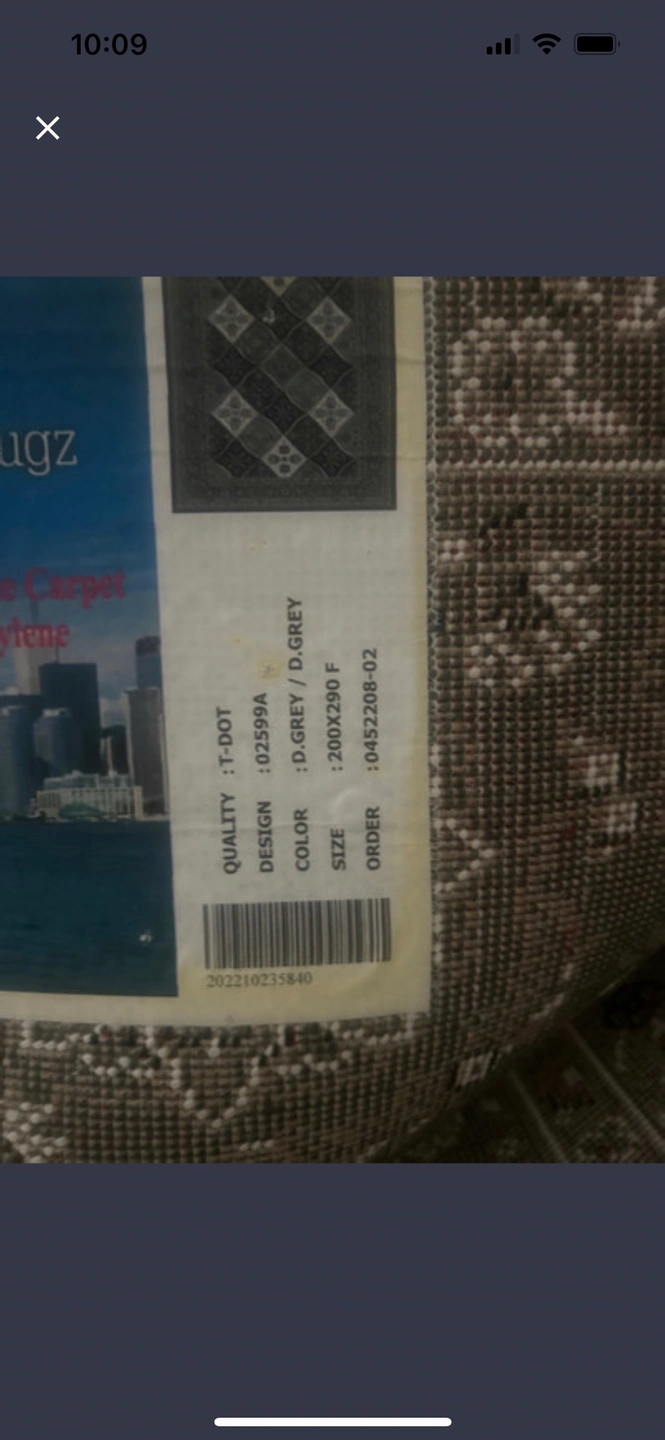 10:09
ugz
e Carpet
ylene
QUALITY : T-DOT
DESIGN : 02599A
COLOR : D.GREY / D.GREY
SIZE : 200X290 F
ORDER : 0452208-02
202210235840